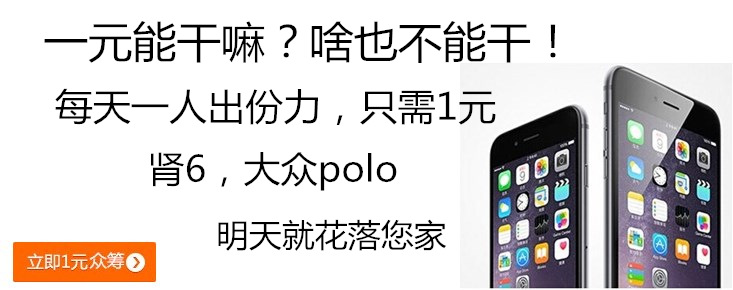 一元能干嘛？啥也不能干！
每天一人出份力，只需1元
肾6，大众polo
明天就花落您家
立即1元众筹